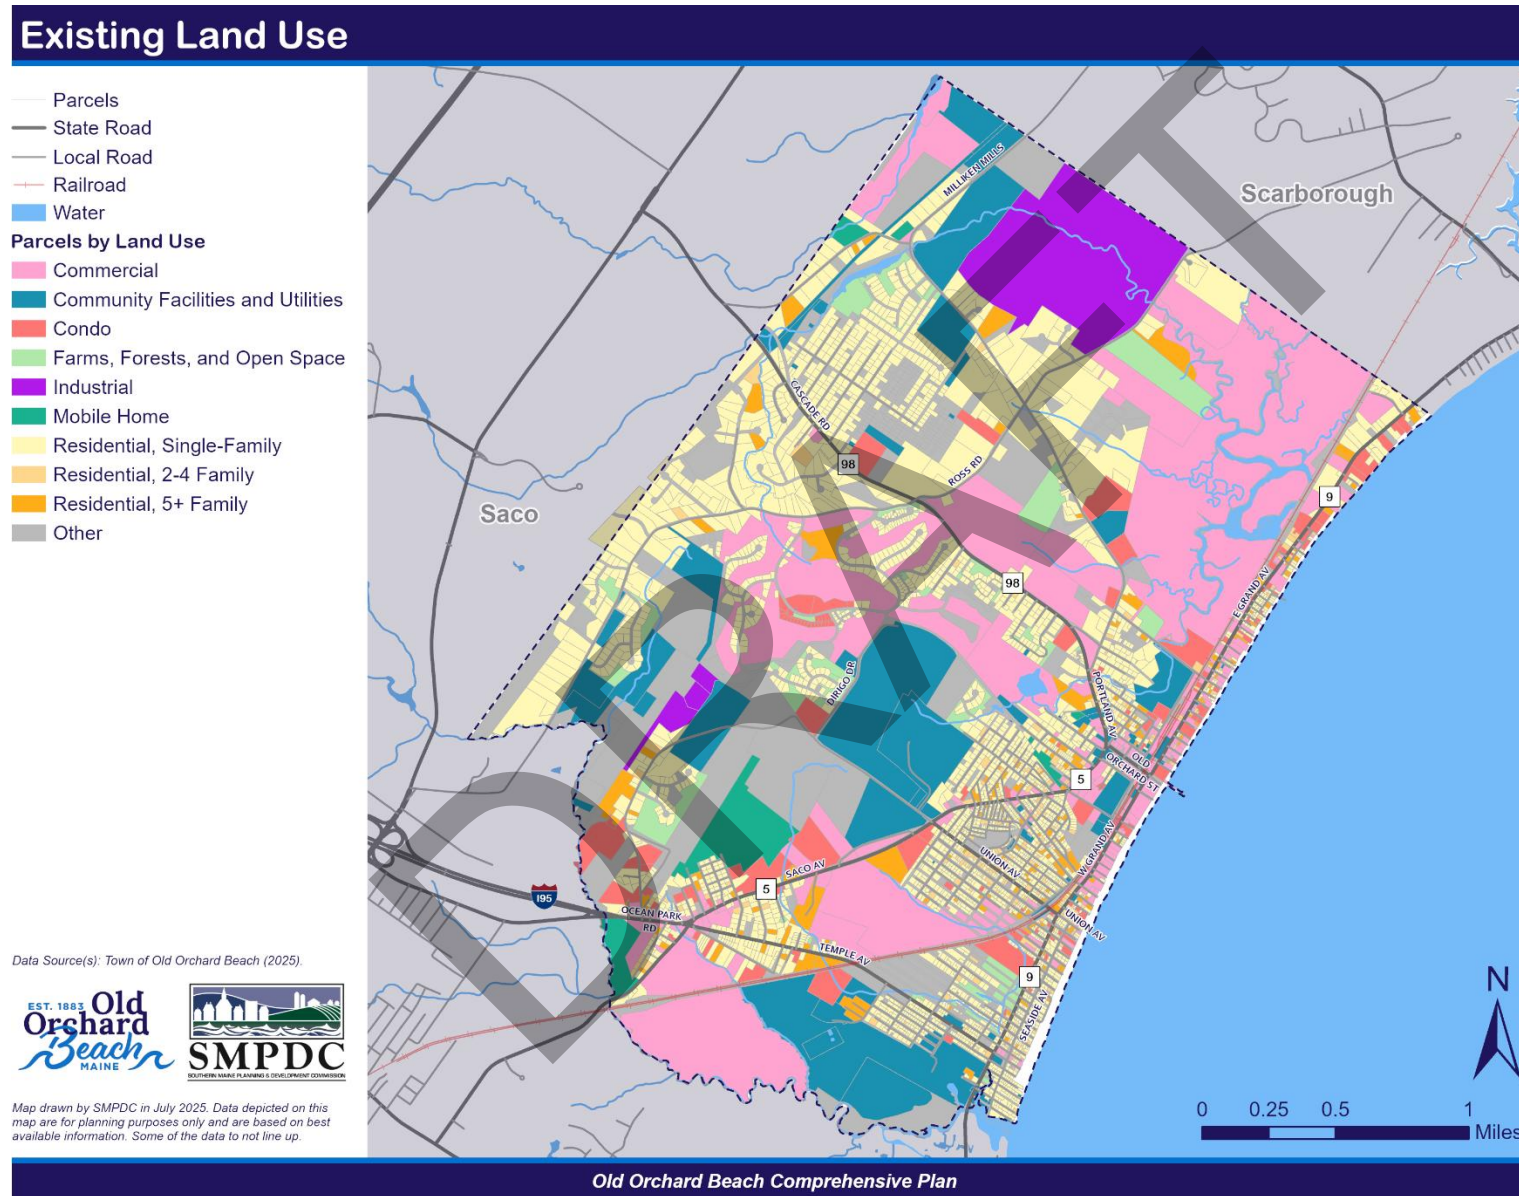 Existing Land Use
Parcels
State Road
Local Road
Railroad
Water
Parcels by Land Use
Commercial
Community Facilities and Utilities
Condo
Farms, Forests, and Open Space
Industrial
Mobile Home
Residential, Single-Family
Residential, 2-4 Family
Residential, 5+ Family
Other
Data Source(s): Town of Old Orchard Beach (2025).
EST. 1883 Old
Orchard
Beach
MAINE
SMPDC
SOUTHERN MAINE PLANNING & DEVELOPMENT COMMISSION
Map drawn by SMPDC in July 2025. Data depicted on this
map are for planning purposes only and are based on best
available information. Some of the data to not line up.
DRAFT
Scarborough
Saco
MILLIKEN MILLS
CASCADE RD
98
ROSS RD
9
98
E GRAND AV
DIRIGO DR
PORTLAND AV
OLD
ORCHARD ST
5
W GRAND AV
UNION AV
SACO AV
5
I95
OCEAN PARK
RD
UNION AV
TEMPLE AV
9
SEASIDE AV
N
0 0.25 0.5 1
Miles
Old Orchard Beach Comprehensive Plan